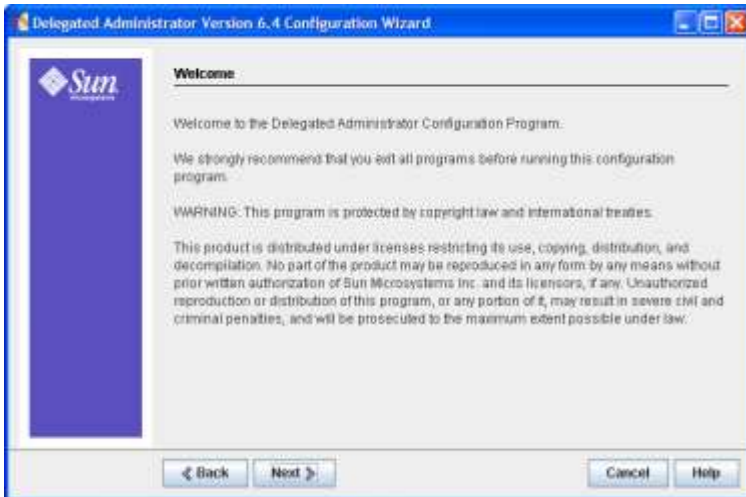 Delegated Administrator Version 6.4 Configuration Wizard
Sun
microsystems
Welcome
Welcome to the Delegated Administrator Configuration Program.
We strongly recommend that you exit all programs before running this configuration
program.
WARNING: This program is protected by copyright law and international treaties.
This product is distributed under licenses restricting its use, copying, distribution, and
decompilation. No part of the product may be reproduced in any form by any means without
prior written authorization of Sun Microsystems Inc. and its licensors, if any. Unauthorized
reproduction or distribution of this program, or any portion of it, may result in severe civil and
criminal penalties, and will be prosecuted to the maximum extent possible under law.
Back Next Cancel Help